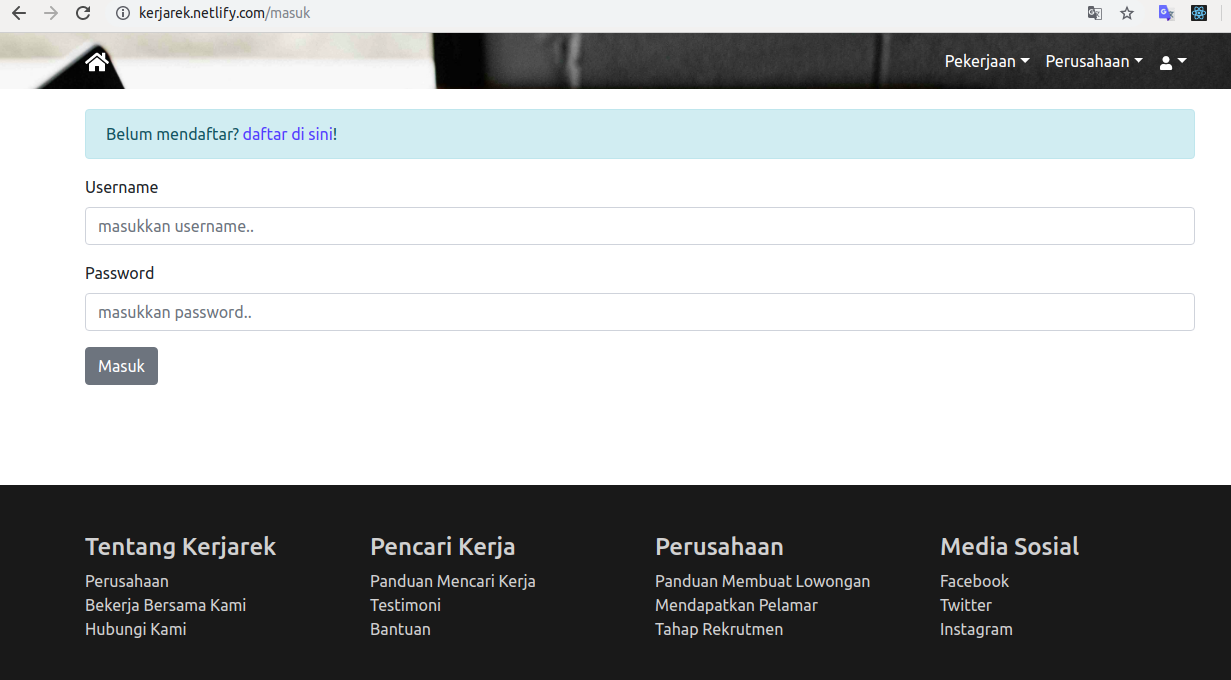 kerjarek.netlify.com/masuk
Pekerjaan Perusahaan
Belum mendaftar? daftar di sini!
Username
masukkan username..
Password
masukkan password..
Masuk
Tentang Kerjarek
Perusahaan
Bekerja Bersama Kami
Hubungi Kami
Pencari Kerja
Panduan Mencari Kerja
Testimoni
Bantuan
Perusahaan
Panduan Membuat Lowongan
Mendapatkan Pelamar
Tahap Rekrutmen
Media Sosial
Facebook
Twitter
Instagram